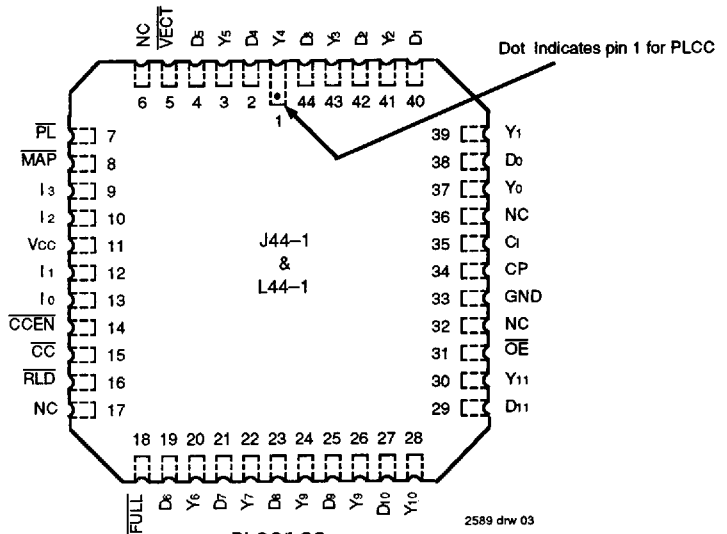 NC VECT D5 Y5 D4 Y4 D3 Y3 D2 Y2 D1
Dot Indicates pin 1 for PLCC
6 5 4 3 2 1 44 43 42 41 40
PL 7
MAP 8
I3 9
I2 10
Vcc 11
I1 12
I0 13
CCEN 14
CC 15
RLD 16
NC 17
J44–1
&
L44–1
39 Y1
38 D0
37 Y0
36 NC
35 CI
34 CP
33 GND
32 NC
31 OE
30 Y11
29 D11
18 19 20 21 22 23 24 25 26 27 28
FULL D6 Y6 D7 Y7 D8 Y9 D9 Y9 D10 Y10
2589 drw 03